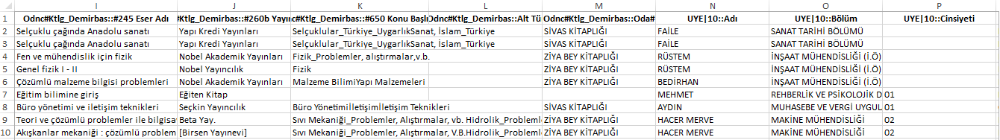 I J K L M N O P
1 Odnc#Ktlg_Demirbas::#245 Eser Adı Odnc#Ktlg_Demirbas::#260b Yayın c#Ktlg_Demirbas::#650 Konu Başlı Odnc#Ktlg_Demirbas::Alt Tü Odnc#Ktlg_Demirbas::Oda# UYE|10::Adı UYE|10::Bölüm UYE|10::Cinsiyeti
2 Selçuklu çağında Anadolu sanatı Yapı Kredi Yayınları Selçuklular_Türkiye_UygarlıkSanat, İslam_Türkiye SİVAS KİTAPLIĞI FAİLE SANAT TARİHİ BÖLÜMÜ
3 Selçuklu çağında Anadolu sanatı Yapı Kredi Yayınları Selçuklular_Türkiye_UygarlıkSanat, İslam_Türkiye SİVAS KİTAPLIĞI FAİLE SANAT TARİHİ BÖLÜMÜ
4 Fen ve mühendislik için fizik Nobel Akademik Yayınları Fizik_Problemler, alıştırmalar,v.b. ZİYA BEY KİTAPLIĞI RÜSTEM İNŞAAT MÜHENDİSLİĞİ (İ.Ö)
5 Genel fizik I - II Nobel Yayıncılık Fizik ZİYA BEY KİTAPLIĞI RÜSTEM İNŞAAT MÜHENDİSLİĞİ (İ.Ö)
6 Çözümlü malzeme bilgisi problemleri Nobel Akademik Yayınları Malzeme BilimiYapı Malzemeleri ZİYA BEY KİTAPLIĞI BEDİRHAN İNŞAAT MÜHENDİSLİĞİ (İ.Ö)
7 Eğitim bilimine giriş Eğiten Kitap MEHMET REHBERLİK VE PSİKOLOJİK D 01
8 Büro yönetimi ve iletişim teknikleri Seçkin Yayıncılık Büro YönetimiİletişimİIetişim Teknikleri SİVAS KİTAPLIĞI AYDIN MUHASEBE VE VERGİ UYGUL 01
9 Teori ve çözümlü problemler ile bilgisa Beta Yay. Sıvı Mekaniği_Problemler, Alıştırmalar, vb. Hidrolik_Problemle ZİYA BEY KİTAPLIĞI HACER MERVE MAKİNE MÜHENDİSLİĞİ 02
10 Akışkanlar mekaniği : çözümlü problem [Birsen Yayınevi] Sıvı Mekaniği_Problemler, Alıştırmalar, V.B.Hidrolik_Problem ZİYA BEY KİTAPLIĞI HACER MERVE MAKİNE MÜHENDİSLİĞİ 02